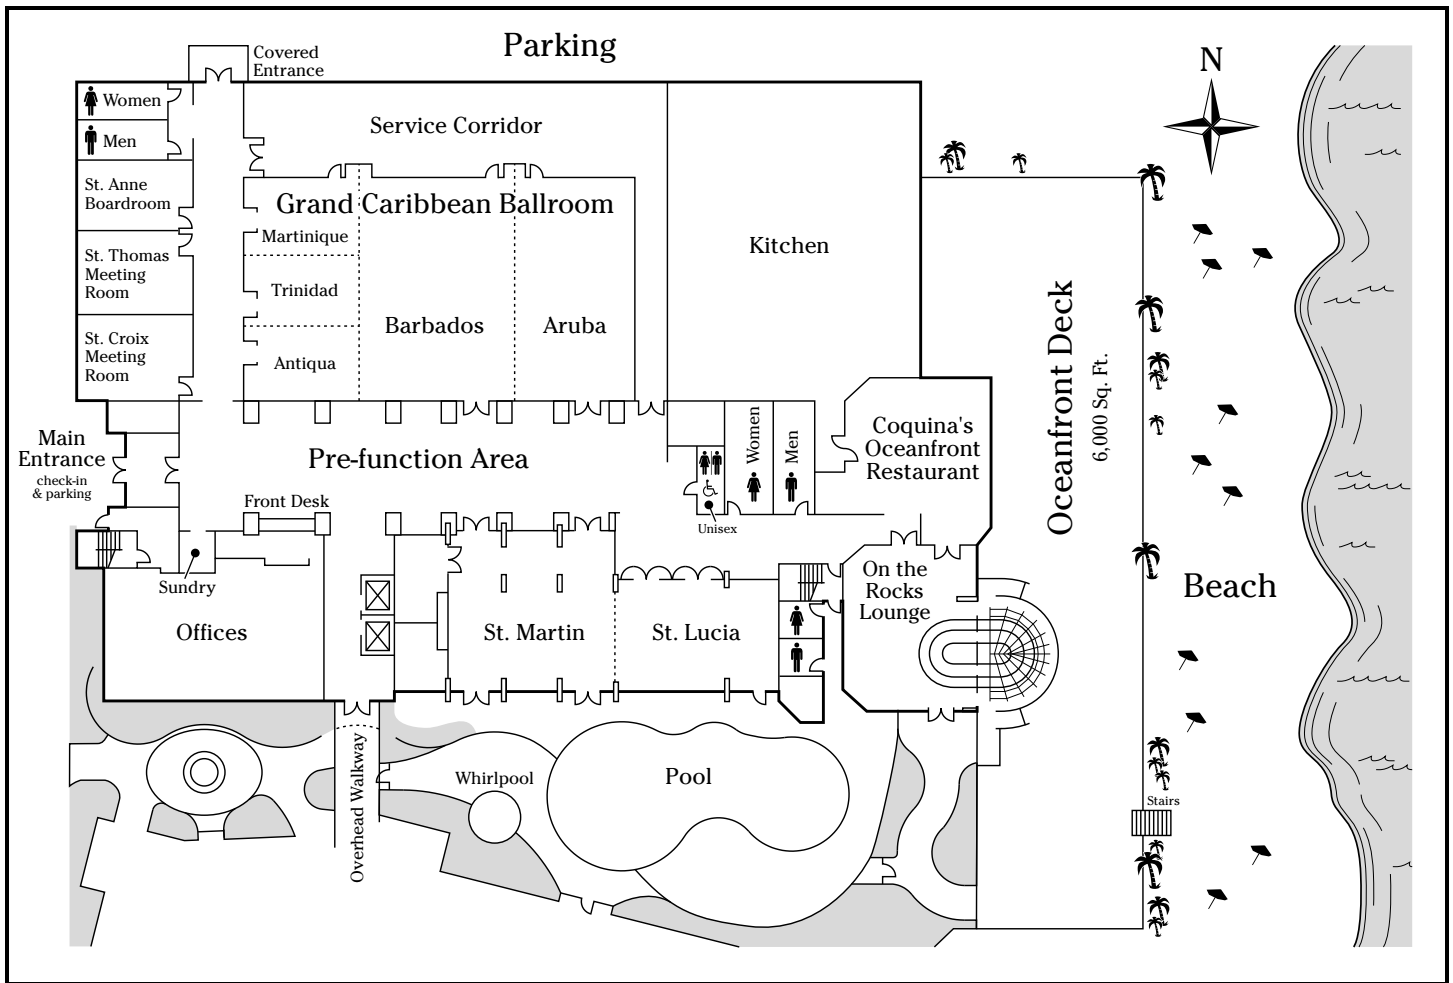 Parking
N
Covered
Entrance
Women
Men
Service Corridor
St. Anne
Boardroom
Grand Caribbean Ballroom
Martinique
St. Thomas
Meeting
Room
Trinidad
Barbados
Aruba
Kitchen
St. Croix
Meeting
Room
Antiqua
Oceanfront Deck
6,000 Sq. Ft.
Main
Entrance
check-in
& parking
Pre-function Area
Women
Men
Coquina's
Oceanfront
Restaurant
Front Desk
Unisex
Sundry
Offices
St. Martin
St. Lucia
On the
Rocks
Lounge
Beach
Overhead Walkway
Whirlpool
Pool
Stairs